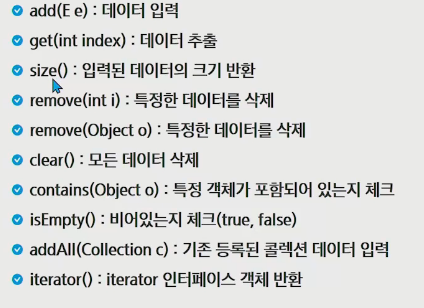 add(E e) : 데이터 입력
get(int index) : 데이터 추출
size() : 입력된 데이터의 크기 반환
remove(int i) : 특정한 데이터를 삭제
remove(Object o) : 특정한 데이터를 삭제
clear() : 모든 데이터 삭제
contains(Object o) : 특정 객체가 포함되어 있는지 체크
isEmpty() : 비어있는지 체크(true, false)
addAll(Collection c) : 기존 등록된 콜렉션 데이터 입력
iterator() : iterator 인터페이스 객체 반환